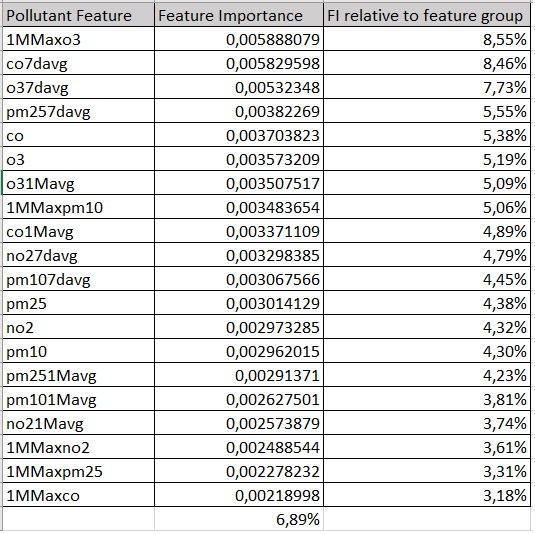 Pollutant Feature Feature Importance FI relative to feature group
1MMaxo3 0,005888079 8,55%
co7davg 0,005829598 8,46%
o37davg 0,00532348 7,73%
pm257davg 0,00382269 5,55%
co 0,003703823 5,38%
o3 0,003573209 5,19%
o31Mavg 0,003507517 5,09%
1MMaxpm10 0,003483654 5,06%
co1Mavg 0,003371109 4,89%
no27davg 0,003298385 4,79%
pm107davg 0,003067566 4,45%
pm25 0,003014129 4,38%
no2 0,002973285 4,32%
pm10 0,002962015 4,30%
pm251Mavg 0,00291371 4,23%
pm101Mavg 0,002627501 3,81%
no21Mavg 0,002573879 3,74%
1MMaxno2 0,002488544 3,61%
1MMaxpm25 0,002278232 3,31%
1MMaxco 0,00218998 3,18%
6,89%